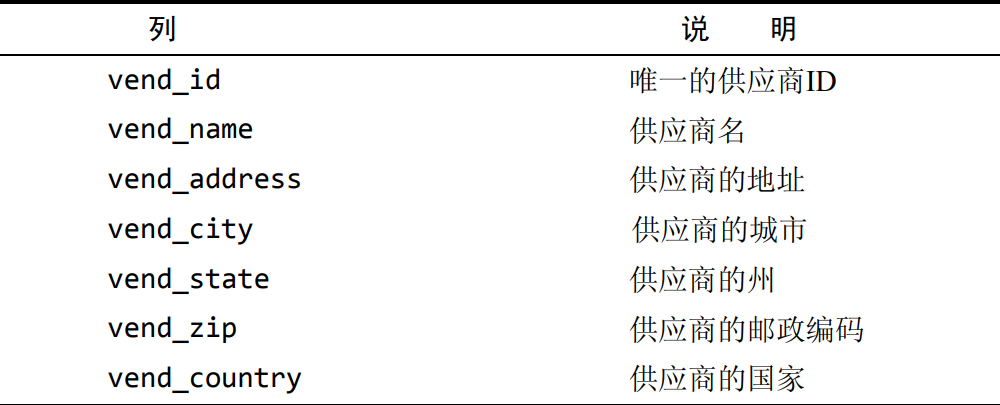 列 说 明
vend_id 唯一的供应商ID
vend_name 供应商名
vend_address 供应商的地址
vend_city 供应商的城市
vend_state 供应商的州
vend_zip 供应商的邮政编码
vend_country 供应商的国家